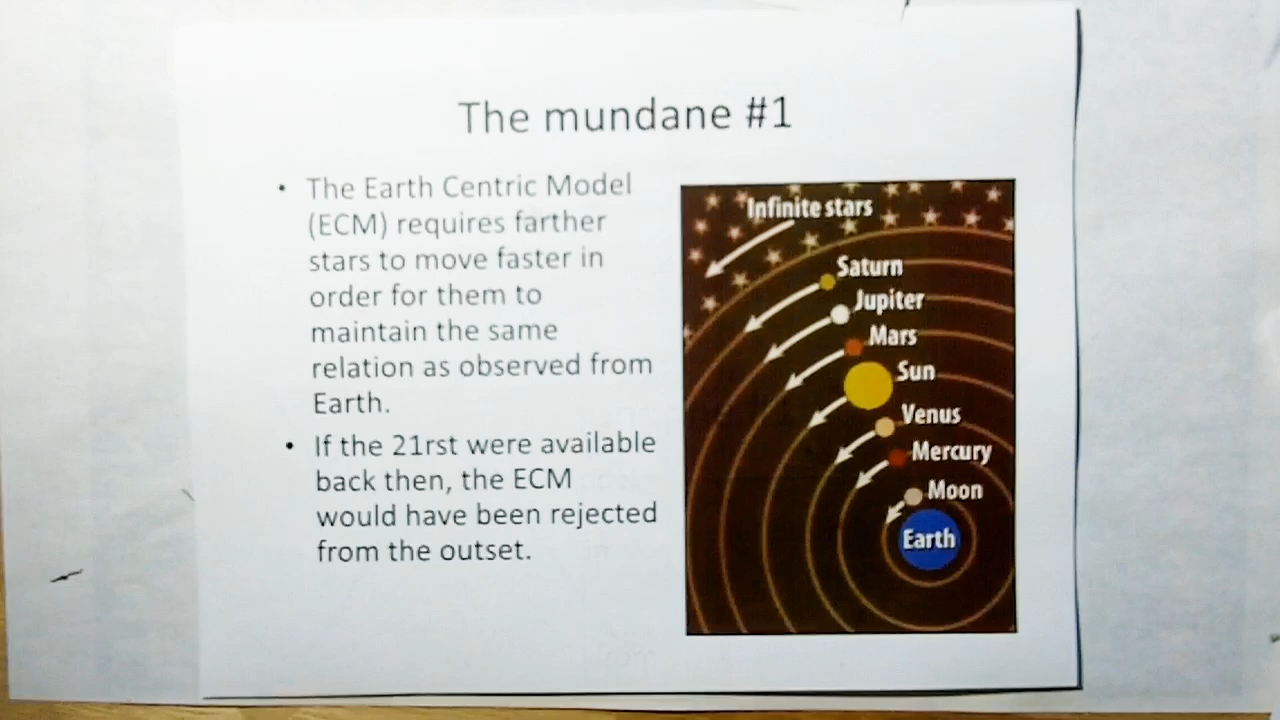 The mundane #1
• The Earth Centric Model
(ECM) requires farther
stars to move faster in
order for them to
maintain the same
relation as observed from
Earth.
• If the 21rst were available
back then, the ECM
would have been rejected
from the outset.
Infinite stars
Saturn
Jupiter
Mars
Sun
Venus
Mercury
Moon
Earth